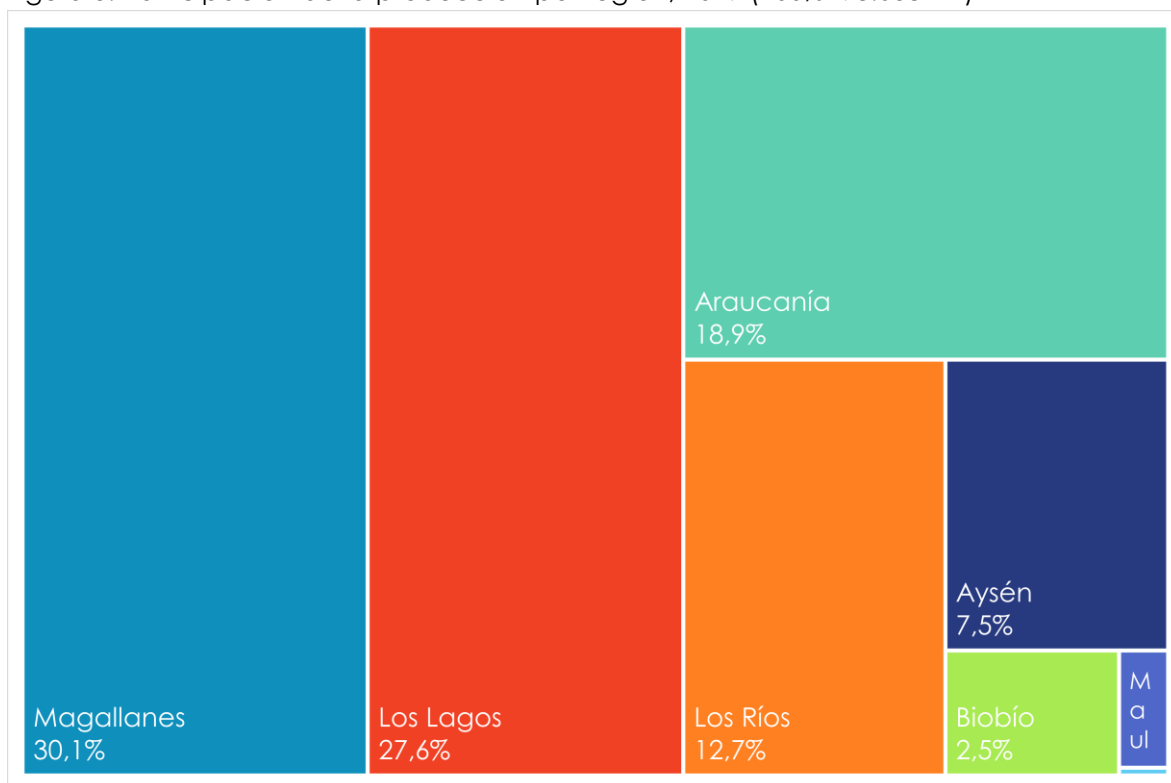 Araucanía
18,9%
Magallanes
30,1%
Los Lagos
27,6%
Los Ríos
12,7%
Aysén
7,5%
Biobío
2,5%
M
a
ul